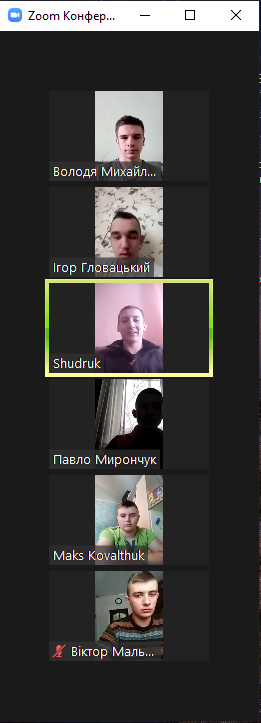 Zoom Конфер...
Володя Михайл...
Ігор Гловацький
Shudruk
Павло Мирончук
Maks Kovalthuk
Віктор Маль...